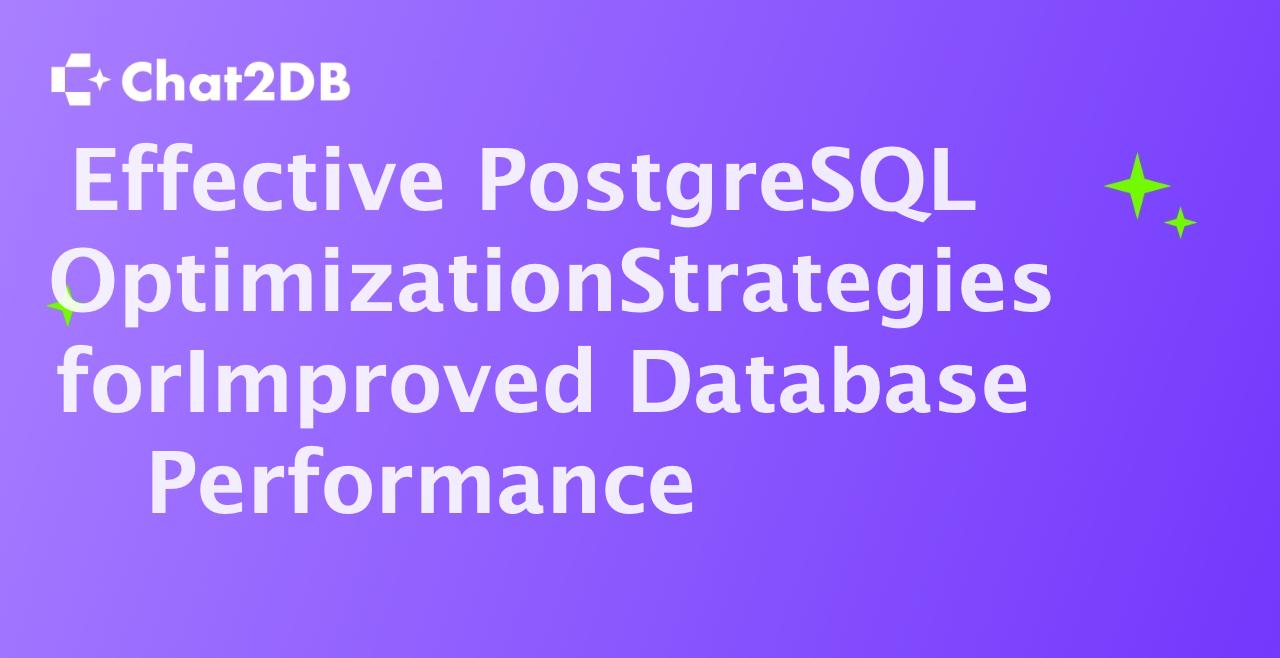 Chat2DB
Effective PostgreSQL
OptimizationStrategies
forImproved Database
Performance